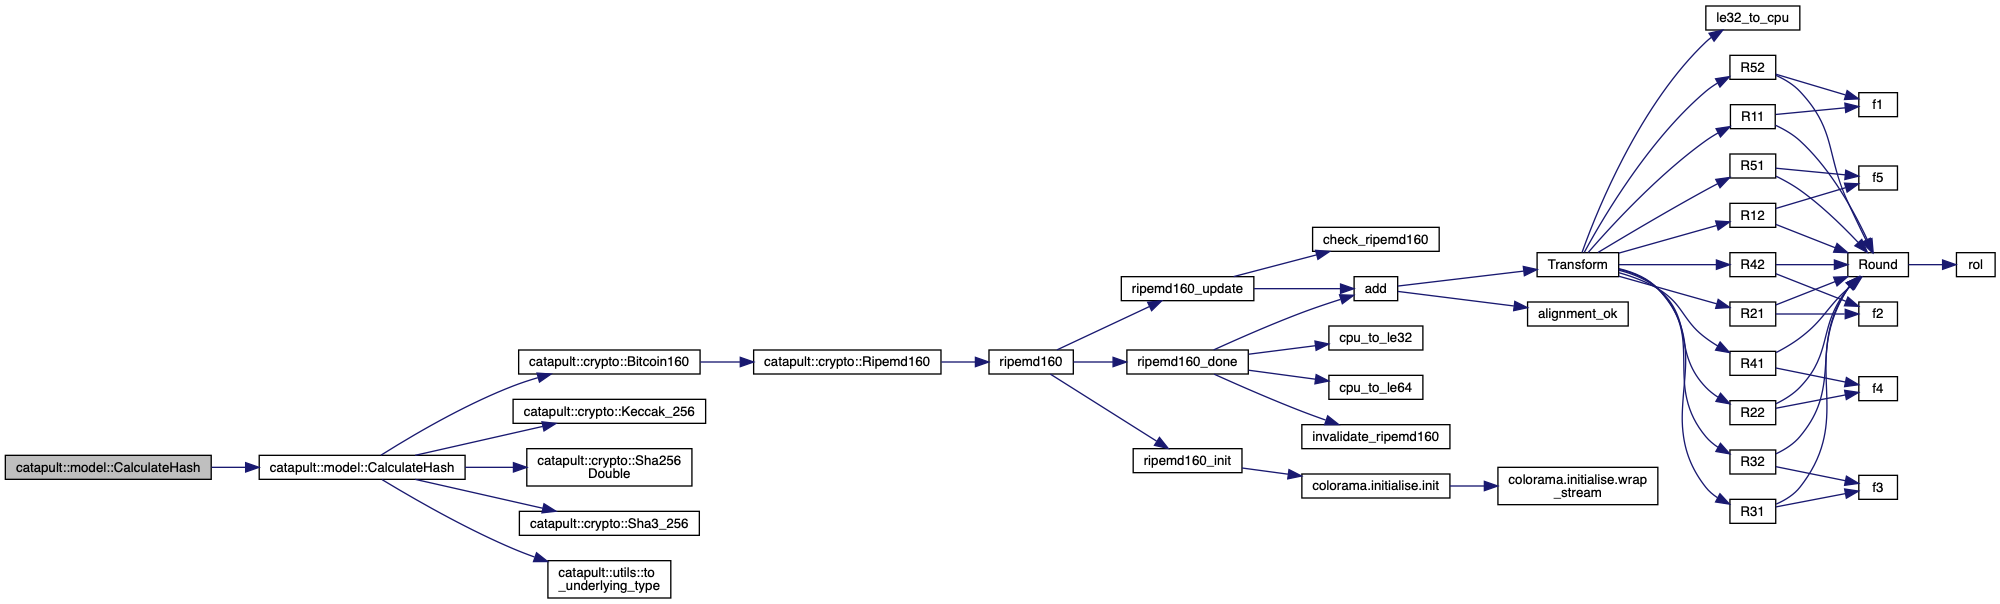 catapult::model::CalculateHash
catapult::model::CalculateHash
catapult::crypto::Bitcoin160
catapult::crypto::Keccak_256
catapult::crypto::Sha256
Double
catapult::crypto::Sha3_256
catapult::utils::to
_underlying_type
catapult::crypto::Ripemd160
ripemd160
ripemd160_update
ripemd160_done
ripemd160_init
check_ripemd160
add
cpu_to_le32
cpu_to_le64
invalidate_ripemd160
colorama.initialise.init
colorama.initialise.wrap
_stream
Transform
alignment_ok
le32_to_cpu
R52
R11
R51
R12
R42
R21
R41
R22
R32
R31
f1
f5
Round
f2
f4
f3
rol